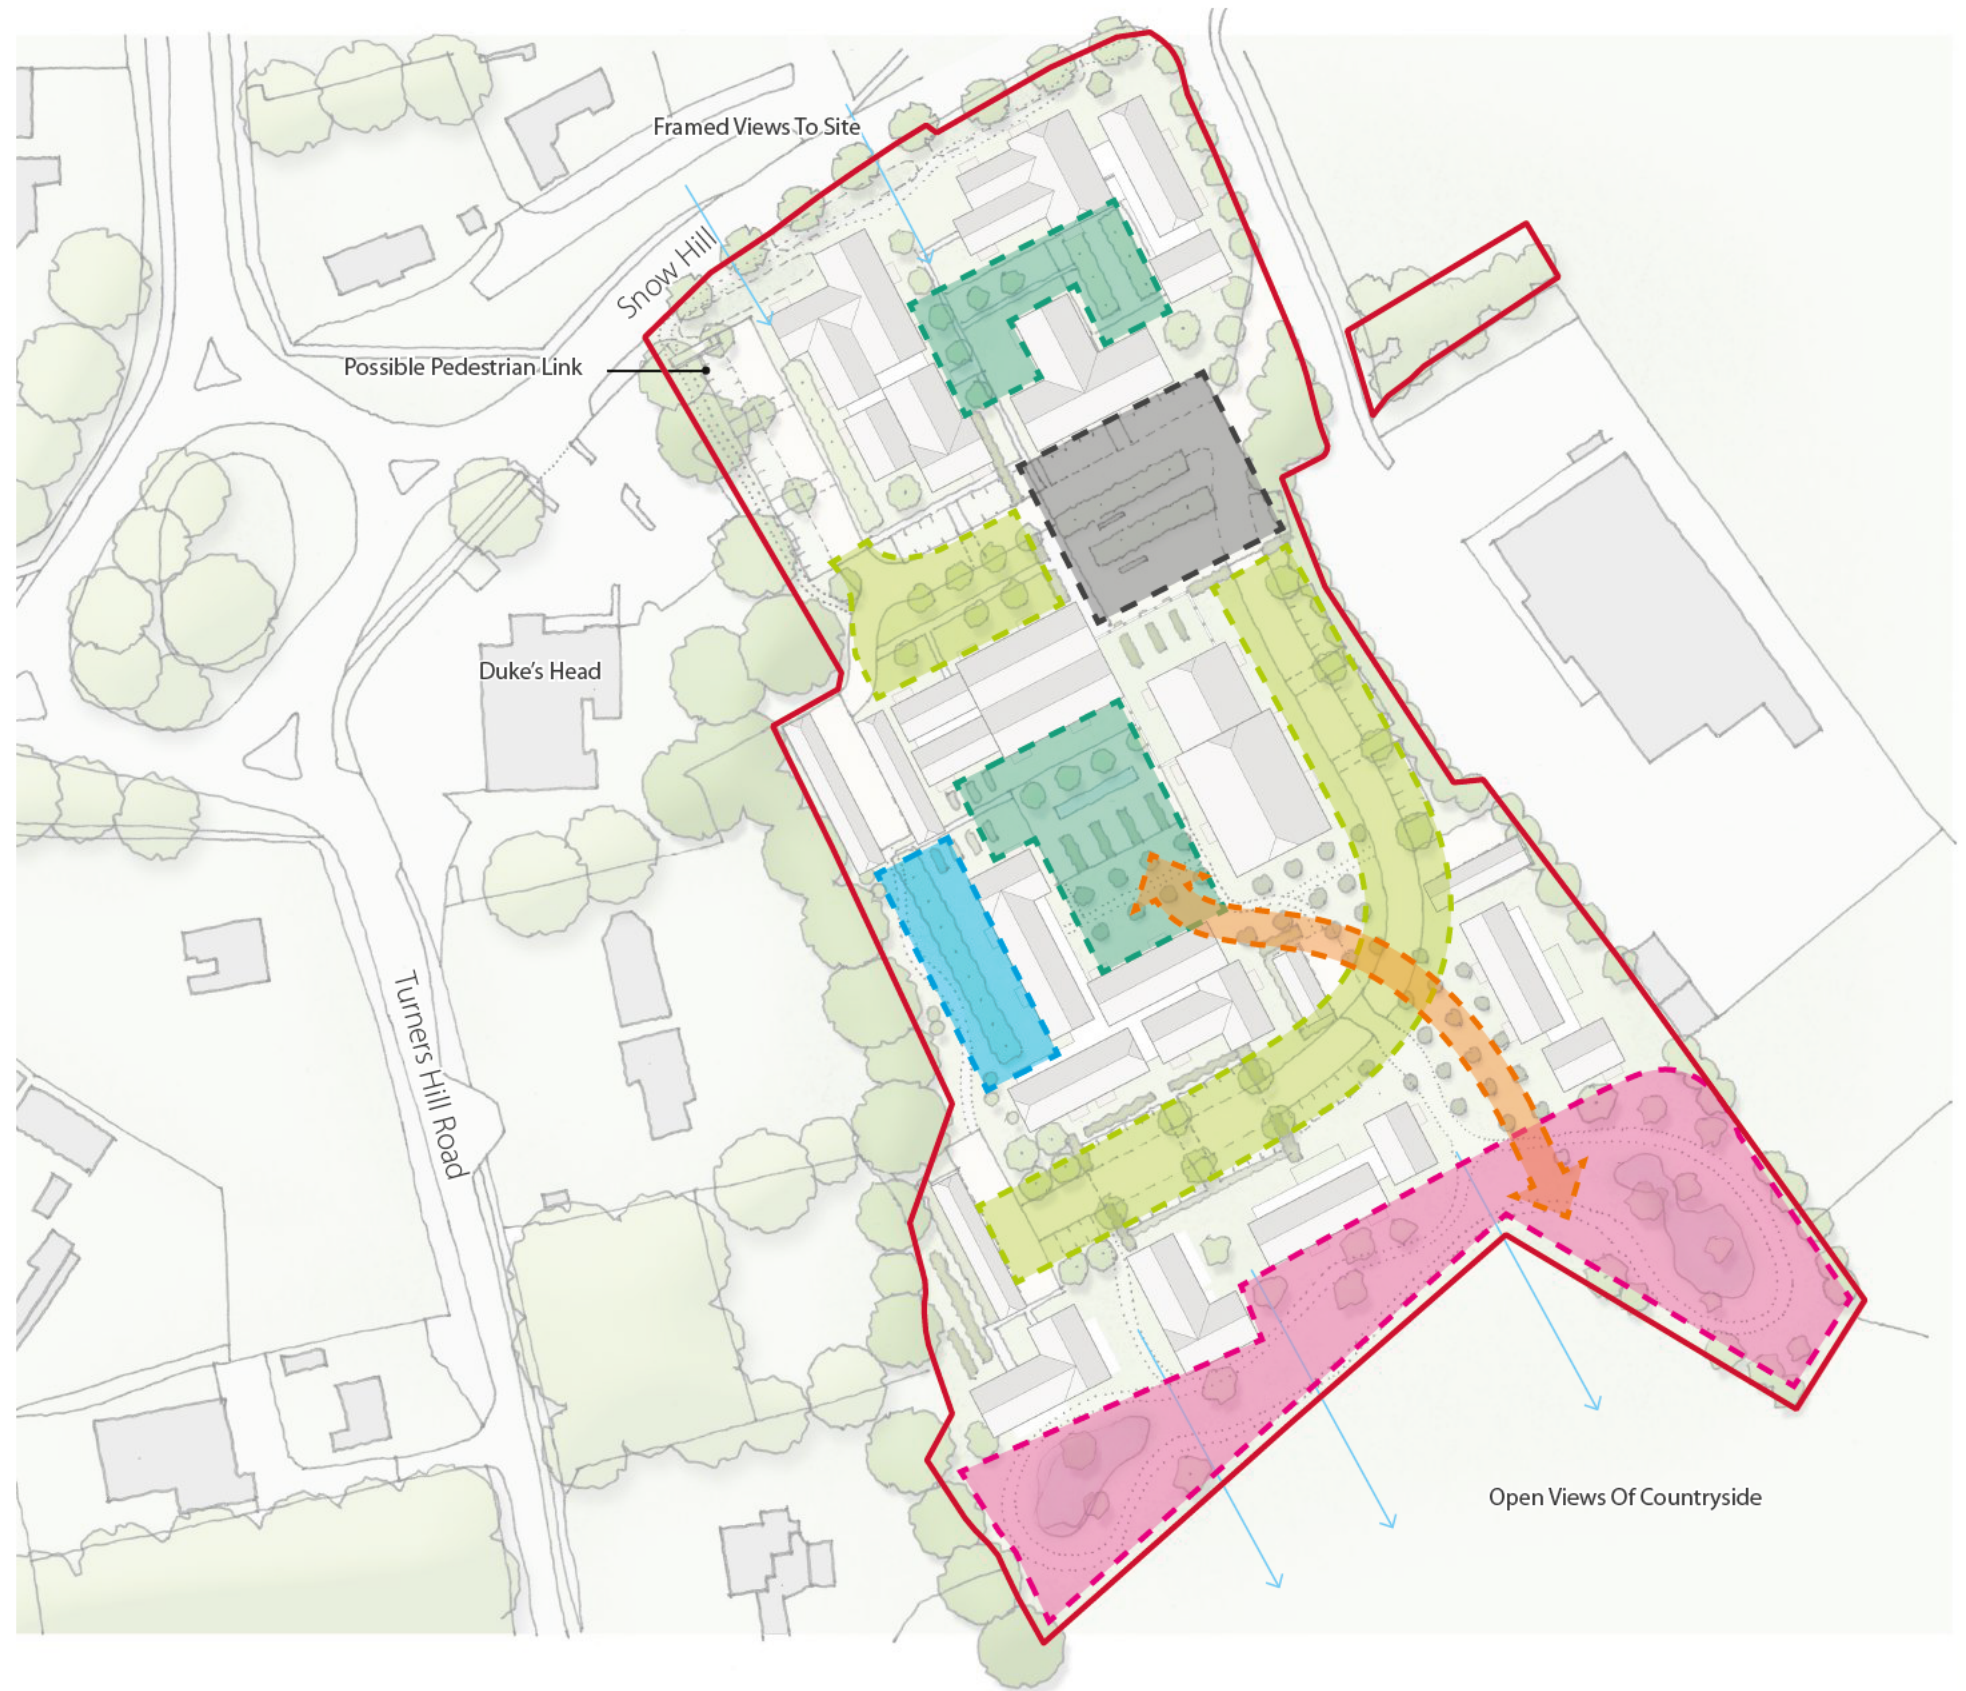 Framed Views To Site
Snow Hill
Possible Pedestrian Link
Duke's Head
Turners Hill Road
Open Views Of Countryside